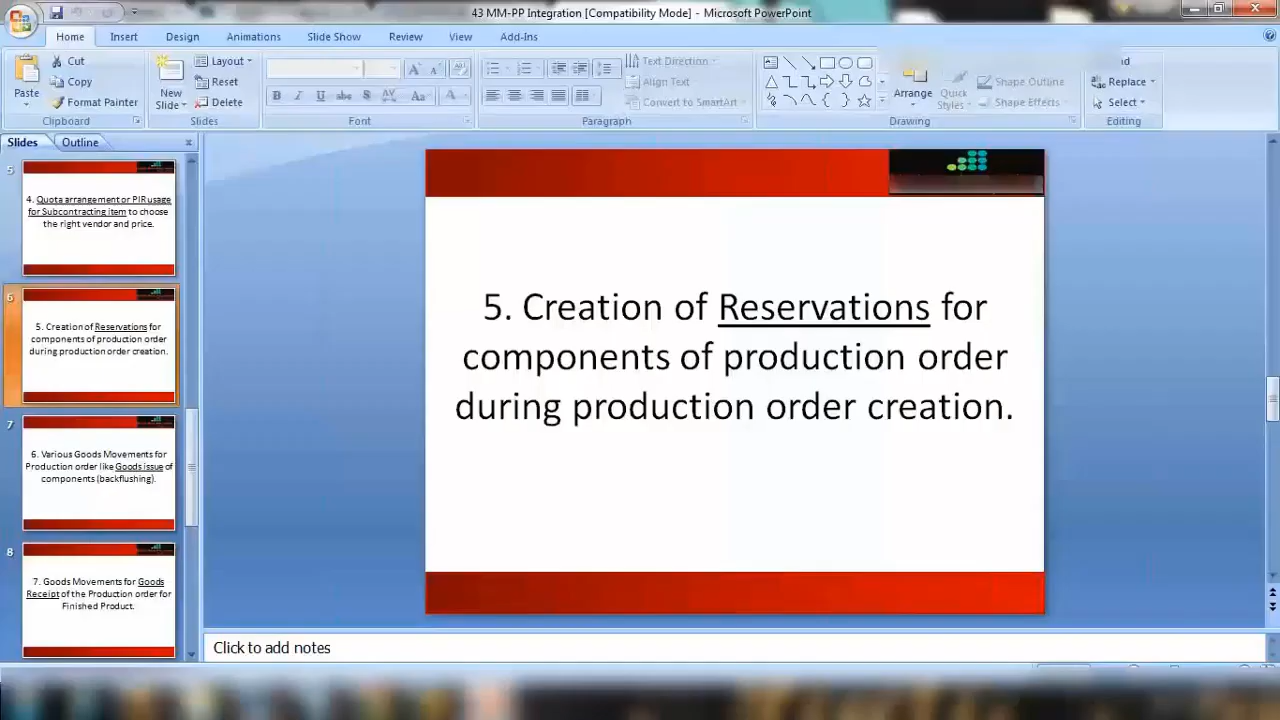 43 MM-PP Integration [Compatibility Mode] - Microsoft PowerPoint
Home Insert Design Animations Slide Show Review View Add-Ins
Paste
Cut
Copy
Format Painter
Clipboard
New Slide
Layout
Reset
Delete
Slides
B I U abc S AV Aa A
Font
Text Direction
Align Text
Convert to SmartArt
Paragraph
Arrange
Quick Styles
Shape Outline
Shape Effects
Drawing
Replace
Select
Editing
Slides Outline
5
4. Quota arrangement or PIR usage
for Subcontracting item to choose
the right vendor and price.
6
5. Creation of Reservations for
components of production order
during production order creation.
7
6. Various Goods Movements for
Production order like Goods issue of
components (backflushing).
8
7. Goods Movements for Goods
Receipt of the Production order for
Finished Product.
5. Creation of Reservations for
components of production order
during production order creation.
Click to add notes